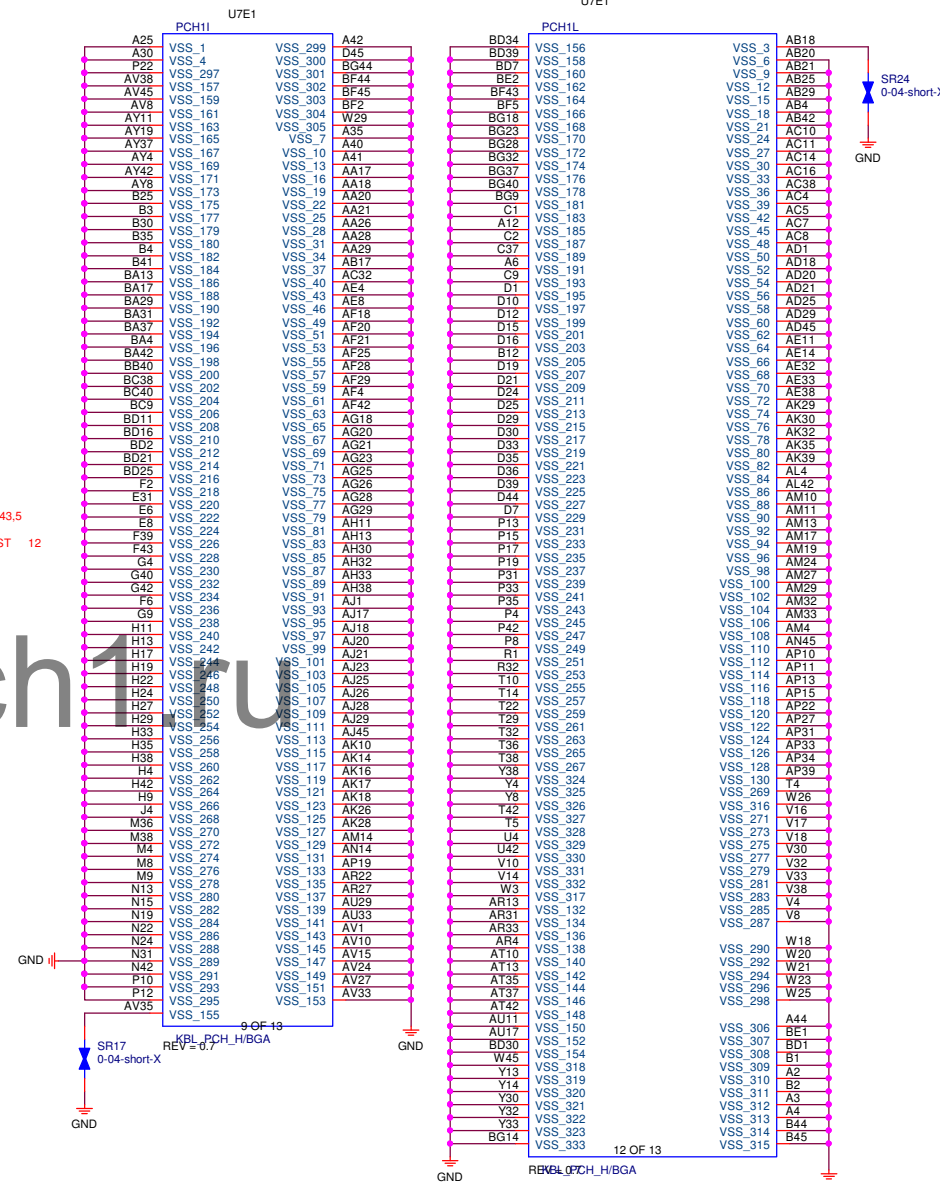 U7E1
PCH1I
A25 VSS_1 VSS_299 A42
A30 VSS_4 VSS_300 D45
P22 VSS_297 VSS_301 BG44
AV38 VSS_157 VSS_302 BF44
AV45 VSS_159 VSS_303 BF45
AV8 VSS_161 VSS_304 BF2
AY11 VSS_163 VSS_305 W29
AY19 VSS_165 VSS_7 A35
AY37 VSS_167 VSS_10 A40
AY4 VSS_169 VSS_13 A41
AY42 VSS_171 VSS_16 AA17
AY8 VSS_173 VSS_19 AA18
B25 VSS_175 VSS_22 AA20
B3 VSS_177 VSS_25 AA21
B30 VSS_179 VSS_28 AA26
B35 VSS_180 VSS_31 AA28
B4 VSS_182 VSS_34 AA29
B41 VSS_184 VSS_37 AB17
BA13 VSS_186 VSS_40 AC32
BA17 VSS_188 VSS_43 AE4
BA29 VSS_190 VSS_46 AE8
BA31 VSS_192 VSS_49 AF18
BA37 VSS_194 VSS_51 AF20
BA4 VSS_196 VSS_53 AF21
BA42 VSS_198 VSS_55 AF25
BB40 VSS_200 VSS_57 AF28
BC38 VSS_202 VSS_59 AF29
BC40 VSS_204 VSS_61 AF4
BC9 VSS_206 VSS_63 AF42
BD11 VSS_208 VSS_65 AG18
BD16 VSS_210 VSS_67 AG20
BD2 VSS_212 VSS_69 AG21
BD21 VSS_214 VSS_71 AG23
BD25 VSS_216 VSS_73 AG25
F2 VSS_218 VSS_75 AG26
E31 VSS_220 VSS_77 AG28
E6 VSS_222 VSS_79 AG29
E8 VSS_224 VSS_81 AH11
F39 VSS_226 VSS_83 AH13
F43 VSS_228 VSS_85 AH30
G4 VSS_230 VSS_87 AH32
G40 VSS_232 VSS_89 AH33
G42 VSS_234 VSS_91 AH38
F6 VSS_236 VSS_93 AJ1
G9 VSS_238 VSS_95 AJ17
H11 VSS_240 VSS_97 AJ18
H13 VSS_242 VSS_99 AJ20
H17 VSS_244 VSS_101 AJ21
H19 VSS_246 VSS_103 AJ23
H22 VSS_248 VSS_105 AJ25
H24 VSS_250 VSS_107 AJ26
H27 VSS_252 VSS_109 AJ28
H29 VSS_254 VSS_111 AJ29
H33 VSS_256 VSS_113 AJ45
H35 VSS_258 VSS_115 AK10
H38 VSS_260 VSS_117 AK14
H4 VSS_262 VSS_119 AK16
H42 VSS_264 VSS_121 AK17
H9 VSS_266 VSS_123 AK18
J4 VSS_268 VSS_125 AK26
M36 VSS_270 VSS_127 AK28
M38 VSS_272 VSS_129 AM14
M4 VSS_274 VSS_131 AN14
M8 VSS_276 VSS_133 AP19
M9 VSS_278 VSS_135 AR22
N13 VSS_280 VSS_137 AR27
N15 VSS_282 VSS_139 AU29
N19 VSS_284 VSS_141 AU33
N22 VSS_286 VSS_143 AV1
N24 VSS_288 VSS_145 AV10
N31 VSS_289 VSS_147 AV15
N42 VSS_291 VSS_149 AV24
P10 VSS_293 VSS_151 AV27
P12 VSS_295 VSS_153 AV33
AV35 VSS_155
9 OF 13
KBL_PCH_H/BGA
REV = 0.7
GND
SR17
0-04-short-X
GND
GND
43,5
ST 12
ch1.ru
U7E1
PCH1L
BD34 VSS_156 VSS_3 AB18
BD39 VSS_158 VSS_6 AB20
BD7 VSS_160 VSS_9 AB21
BE2 VSS_162 VSS_12 AB25
BF43 VSS_164 VSS_15 AB29
BF5 VSS_166 VSS_18 AB4
BG18 VSS_168 VSS_21 AB42
BG23 VSS_170 VSS_24 AC10
BG28 VSS_172 VSS_27 AC11
BG32 VSS_174 VSS_30 AC14
BG37 VSS_176 VSS_33 AC16
BG40 VSS_178 VSS_36 AC38
BG9 VSS_181 VSS_39 AC4
C1 VSS_183 VSS_42 AC5
A12 VSS_185 VSS_45 AC7
C2 VSS_187 VSS_48 AC8
C37 VSS_189 VSS_50 AD1
A6 VSS_191 VSS_52 AD18
C9 VSS_193 VSS_54 AD20
D1 VSS_195 VSS_56 AD21
D10 VSS_197 VSS_58 AD25
D12 VSS_199 VSS_60 AD29
D15 VSS_201 VSS_62 AD45
D16 VSS_203 VSS_64 AE11
B12 VSS_205 VSS_66 AE14
D19 VSS_207 VSS_68 AE32
D21 VSS_209 VSS_70 AE33
D24 VSS_211 VSS_72 AE38
D25 VSS_213 VSS_74 AK29
D29 VSS_215 VSS_76 AK30
D30 VSS_217 VSS_78 AK32
D33 VSS_219 VSS_80 AK35
D35 VSS_221 VSS_82 AK39
D36 VSS_223 VSS_84 AL4
D39 VSS_225 VSS_86 AL42
D44 VSS_227 VSS_88 AM10
D7 VSS_229 VSS_90 AM11
P13 VSS_231 VSS_92 AM13
P15 VSS_233 VSS_94 AM17
P17 VSS_235 VSS_96 AM19
P19 VSS_237 VSS_98 AM24
P31 VSS_239 VSS_100 AM27
P33 VSS_241 VSS_102 AM29
P35 VSS_243 VSS_104 AM32
P4 VSS_245 VSS_106 AM33
P42 VSS_247 VSS_108 AM4
P8 VSS_249 VSS_110 AN45
R1 VSS_251 VSS_112 AP10
R32 VSS_253 VSS_114 AP11
T10 VSS_255 VSS_116 AP13
T14 VSS_257 VSS_118 AP15
T22 VSS_259 VSS_120 AP22
T29 VSS_261 VSS_122 AP27
T32 VSS_263 VSS_124 AP31
T36 VSS_265 VSS_126 AP33
T38 VSS_267 VSS_128 AP34
Y38 VSS_324 VSS_130 AP39
Y4 VSS_325 VSS_269 T4
Y8 VSS_326 VSS_316 W26
T42 VSS_327 VSS_271 V16
T5 VSS_328 VSS_273 V17
U4 VSS_329 VSS_275 V18
U42 VSS_330 VSS_277 V30
V10 VSS_331 VSS_279 V32
V14 VSS_332 VSS_281 V33
W3 VSS_317 VSS_283 V38
AR13 VSS_132 VSS_285 V4
AR31 VSS_134 VSS_287 V8
AR33 VSS_136
AR4 VSS_138 VSS_290 W18
AT10 VSS_140 VSS_292 W20
AT13 VSS_142 VSS_294 W21
AT35 VSS_144 VSS_296 W23
AT37 VSS_146 VSS_298 W25
AT42 VSS_148
AU11 VSS_150 VSS_306 A44
AU17 VSS_152 VSS_307 BE1
BD30 VSS_154 VSS_308 BD1
W45 VSS_318 VSS_309 B1
Y13 VSS_319 VSS_310 A2
Y14 VSS_320 VSS_311 B2
Y30 VSS_321 VSS_312 A3
Y32 VSS_322 VSS_313 A4
Y33 VSS_323 VSS_314 B44
BG14 VSS_333 VSS_315 B45
12 OF 13
REV = 0.7
KBL_PCH_H/BGA
GND
SR24
0-04-short-X
GND